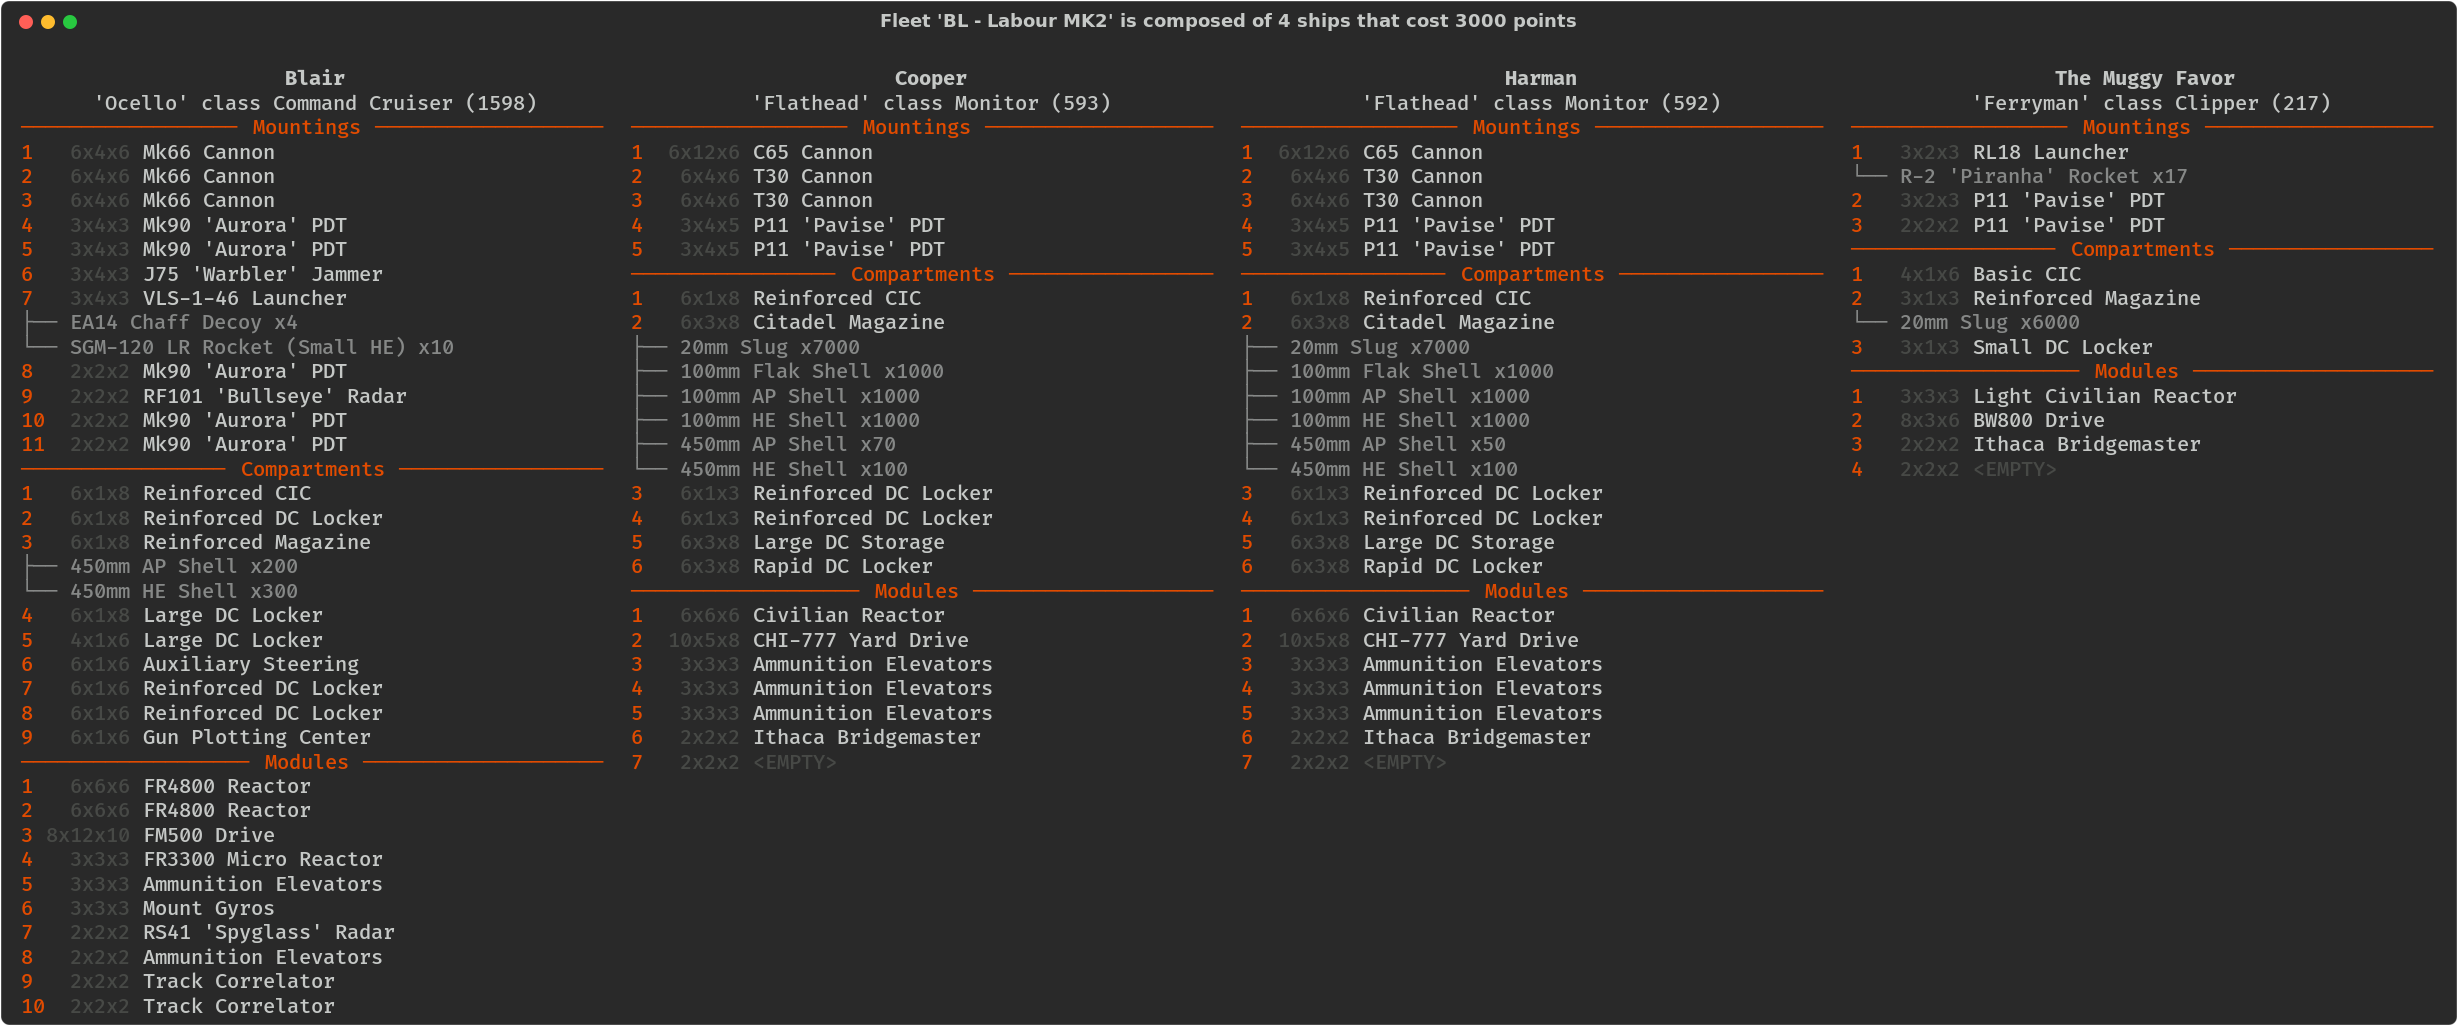 Fleet 'BL - Labour MK2' is composed of 4 ships that cost 3000 points
Blair
'Ocello' class Command Cruiser (1598)
Mountings
1 6x4x6 Mk66 Cannon
2 6x4x6 Mk66 Cannon
3 6x4x6 Mk66 Cannon
4 3x4x3 Mk90 'Aurora' PDT
5 3x4x3 Mk90 'Aurora' PDT
6 3x4x3 J75 'Warbler' Jammer
7 3x4x3 VLS-1-46 Launcher
EA14 Chaff Decoy x4
SGM-120 LR Rocket (Small HE) x10
8 2x2x2 Mk90 'Aurora' PDT
9 2x2x2 RF101 'Bullseye' Radar
10 2x2x2 Mk90 'Aurora' PDT
11 2x2x2 Mk90 'Aurora' PDT
Compartments
1 6x1x8 Reinforced CIC
2 6x1x8 Reinforced DC Locker
3 6x1x8 Reinforced Magazine
450mm AP Shell x200
450mm HE Shell x300
4 6x1x8 Large DC Locker
5 4x1x6 Large DC Locker
6 6x1x6 Auxiliary Steering
7 6x1x6 Reinforced DC Locker
8 6x1x6 Reinforced DC Locker
9 6x1x6 Gun Plotting Center
Modules
1 6x6x6 FR4800 Reactor
2 6x6x6 FR4800 Reactor
3 8x12x10 FM500 Drive
4 3x3x3 FR3300 Micro Reactor
5 3x3x3 Ammunition Elevators
6 3x3x3 Mount Gyros
7 2x2x2 RS41 'Spyglass' Radar
8 2x2x2 Ammunition Elevators
9 2x2x2 Track Correlator
10 2x2x2 Track Correlator
Cooper
'Flathead' class Monitor (593)
Mountings
1 6x12x6 C65 Cannon
2 6x4x6 T30 Cannon
3 6x4x6 T30 Cannon
4 3x4x5 P11 'Pavise' PDT
5 3x4x5 P11 'Pavise' PDT
Compartments
1 6x1x8 Reinforced CIC
2 6x3x8 Citadel Magazine
20mm Slug x7000
100mm Flak Shell x1000
100mm AP Shell x1000
100mm HE Shell x1000
450mm AP Shell x70
450mm HE Shell x100
3 6x1x3 Reinforced DC Locker
4 6x1x3 Reinforced DC Locker
5 6x3x8 Large DC Storage
6 6x3x8 Rapid DC Locker
Modules
1 6x6x6 Civilian Reactor
2 10x5x8 CHI-777 Yard Drive
3 3x3x3 Ammunition Elevators
4 3x3x3 Ammunition Elevators
5 3x3x3 Ammunition Elevators
6 2x2x2 Ithaca Bridgemaster
7 2x2x2 <EMPTY>
Harman
'Flathead' class Monitor (592)
Mountings
1 6x12x6 C65 Cannon
2 6x4x6 T30 Cannon
3 6x4x6 T30 Cannon
4 3x4x5 P11 'Pavise' PDT
5 3x4x5 P11 'Pavise' PDT
Compartments
1 6x1x8 Reinforced CIC
2 6x3x8 Citadel Magazine
20mm Slug x7000
100mm Flak Shell x1000
100mm AP Shell x1000
100mm HE Shell x1000
450mm AP Shell x50
450mm HE Shell x100
3 6x1x3 Reinforced DC Locker
4 6x1x3 Reinforced DC Locker
5 6x3x8 Large DC Storage
6 6x3x8 Rapid DC Locker
Modules
1 6x6x6 Civilian Reactor
2 10x5x8 CHI-777 Yard Drive
3 3x3x3 Ammunition Elevators
4 3x3x3 Ammunition Elevators
5 3x3x3 Ammunition Elevators
6 2x2x2 Ithaca Bridgemaster
7 2x2x2 <EMPTY>
The Muggy Favor
'Ferryman' class Clipper (217)
Mountings
1 3x2x3 RL18 Launcher
R-2 'Piranha' Rocket x17
2 3x2x3 P11 'Pavise' PDT
3 2x2x2 P11 'Pavise' PDT
Compartments
1 4x1x6 Basic CIC
2 3x1x3 Reinforced Magazine
20mm Slug x6000
3 3x1x3 Small DC Locker
Modules
1 3x3x3 Light Civilian Reactor
2 8x3x6 BW800 Drive
3 2x2x2 Ithaca Bridgemaster
4 2x2x2 <EMPTY>